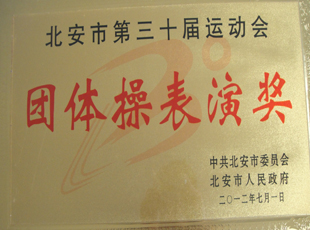 北安市第三十届运动会
团体操表演奖
中共北安市委员会
北安市人民政府
二〇一二年七月一日